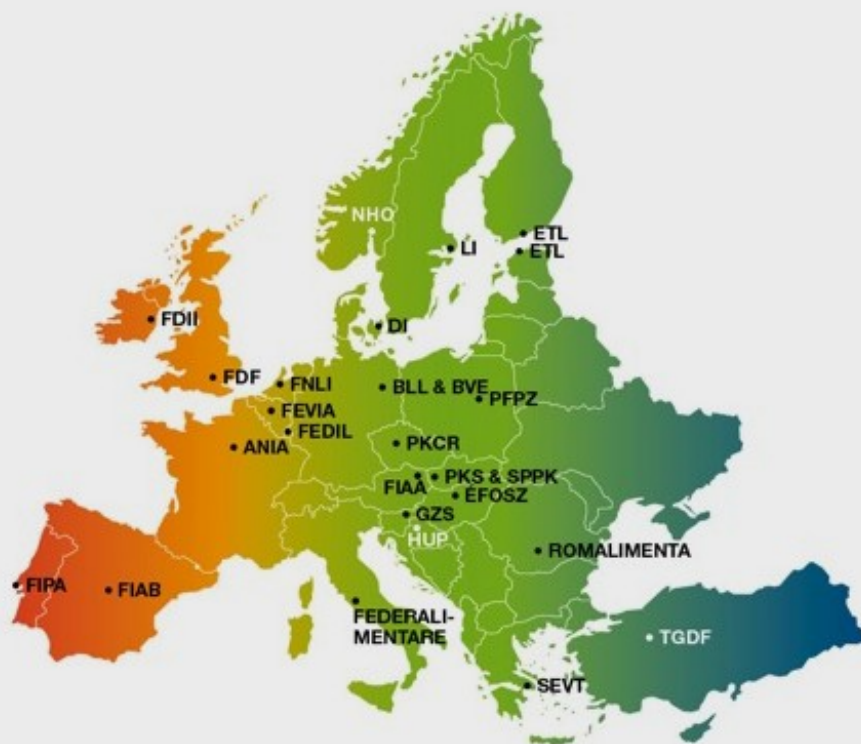 NHO
ETL
LI
ETL
FDII
DI
FDF
FNLI
BLL & BVE
PFPZ
FEVIA
FEDIL
ANIA
PKCR
FIAA
PKS & SPPK
ÉFOSZ
GZS
HUP
ROMALIMENTA
FIPA
FIAB
FEDERALI-
MENTARE
TGDF
SEVT